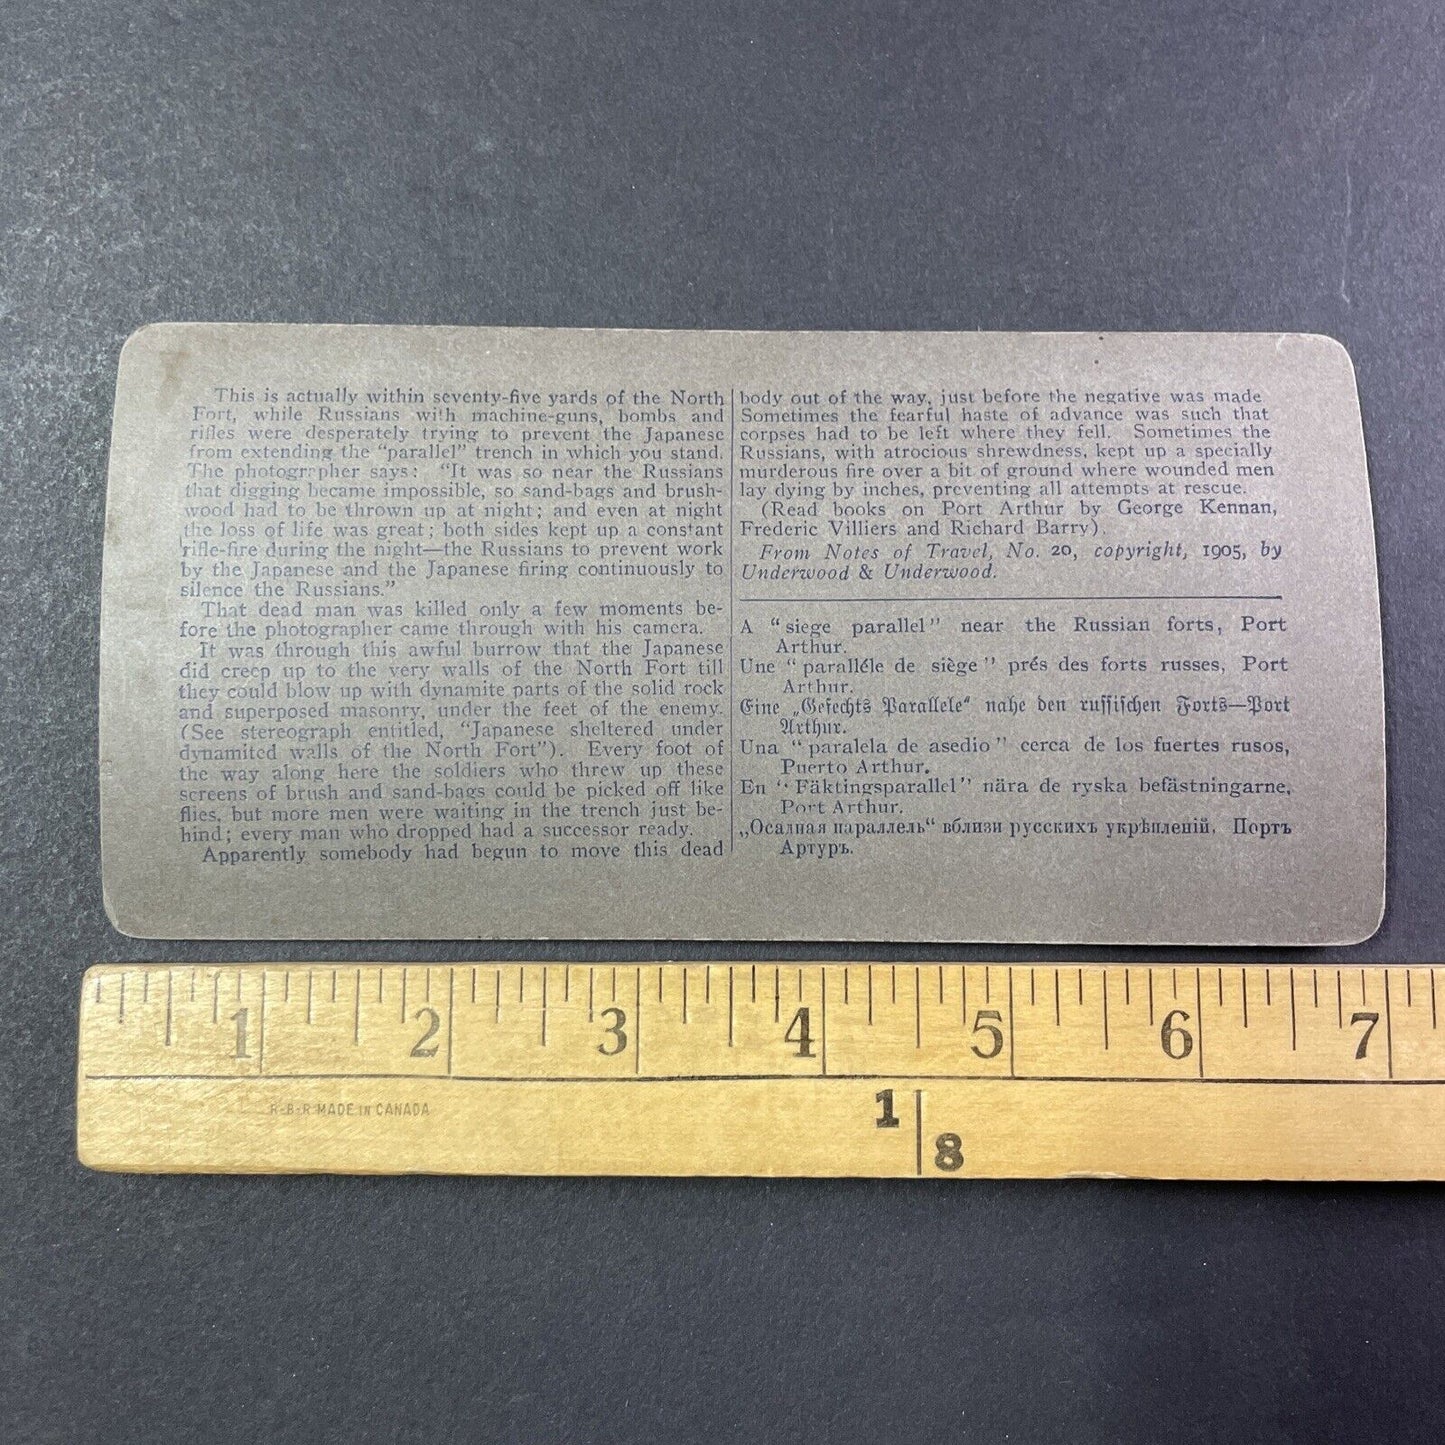 This is actually within seventy-five yards of the North
Fort, while Russians with machine-guns, bombs and
rifles were desperately trying to prevent the Japanese
from extending the "parallel" trench in which you stand.
The photographer says: "It was so near the Russians
that digging became impossible, so sand-bags and brush-
wood had to be thrown up at night; and even at night
the loss of life was great; both sides kept up a constant
rifle-fire during the night—the Russians to prevent work
by the Japanese and the Japanese firing continuously to
silence the Russians."
That dead man was killed only a few moments be-
fore the photographer came through with his camera.
It was through this awful burrow that the Japanese
did creep up to the very walls of the North Fort till
they could blow up with dynamite parts of the solid rock
and superposed masonry, under the feet of the enemy.
(See stereograph entitled, "Japanese sheltered under
dynamited walls of the North Fort"). Every foot of
the way along here the soldiers who threw up these
screens of brush and sand-bags could be picked off like
flies, but more men were waiting in the trench just be-
hind; every man who dropped had a successor ready.
Apparently somebody had begun to move this dead
body out of the way, just before the negative was made
Sometimes the fearful haste of advance was such that
corpses had to be left where they fell. Sometimes the
Russians, with atrocious shrewdness, kept up a specially
murderous fire over a bit of ground where wounded men
lay dying by inches, preventing all attempts at rescue.
(Read books on Port Arthur by George Kennan,
Frederic Villiers and Richard Barry).
From Notes of Travel, No. 20, copyright, 1905, by
Underwood & Underwood.
A "siege parallel" near the Russian forts, Port
Arthur.
Une "paralléle de siège" prés des forts russes, Port
Arthur.
Eine „Gefechts Parallele" nahe den russischen Forts—Port
Arthur.
Una "paralela de asedio" cerca de los fuertes rusos,
Puerto Arthur.
En "Fäktingsparallel" nära de ryska befästningarne,
Port Arthur.
„Осадная параллель" вблизи русскихъ укрѣпленій. Портъ
Артуръ.
1 2 3 4 5 6 7
R-B-R MADE IN CANADA
1
8